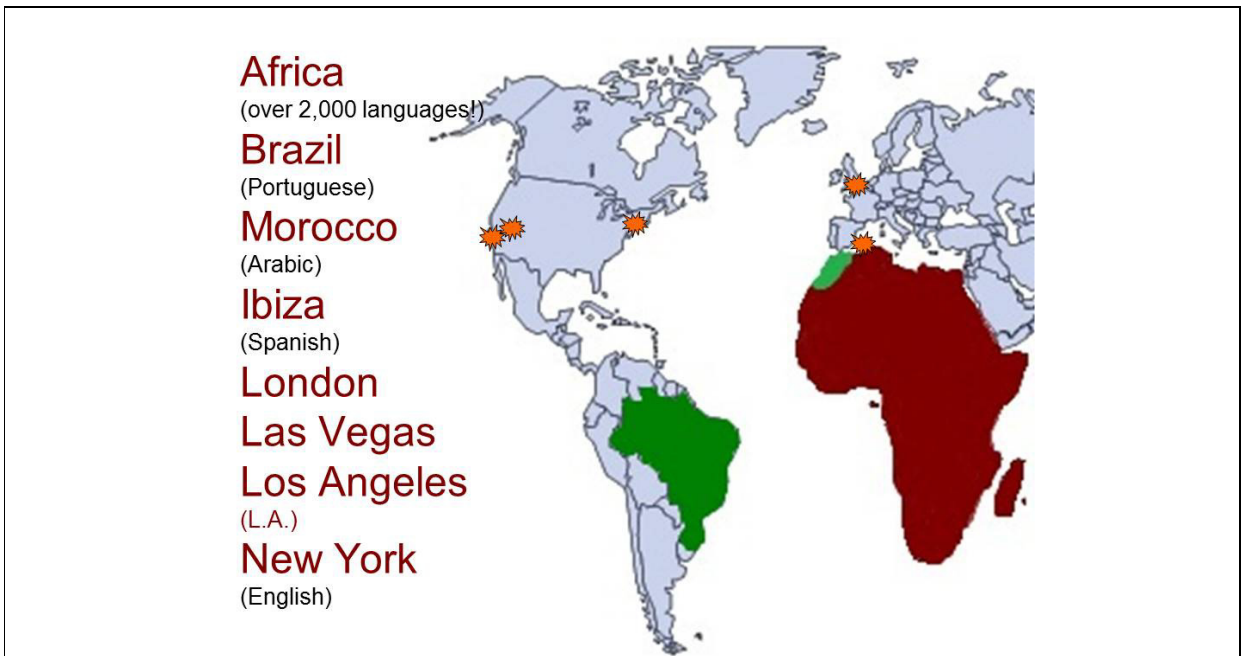 Africa
(over 2,000 languages!)
Brazil
(Portuguese)
Morocco
(Arabic)
Ibiza
(Spanish)
London
Las Vegas
Los Angeles
(L.A.)
New York
(English)